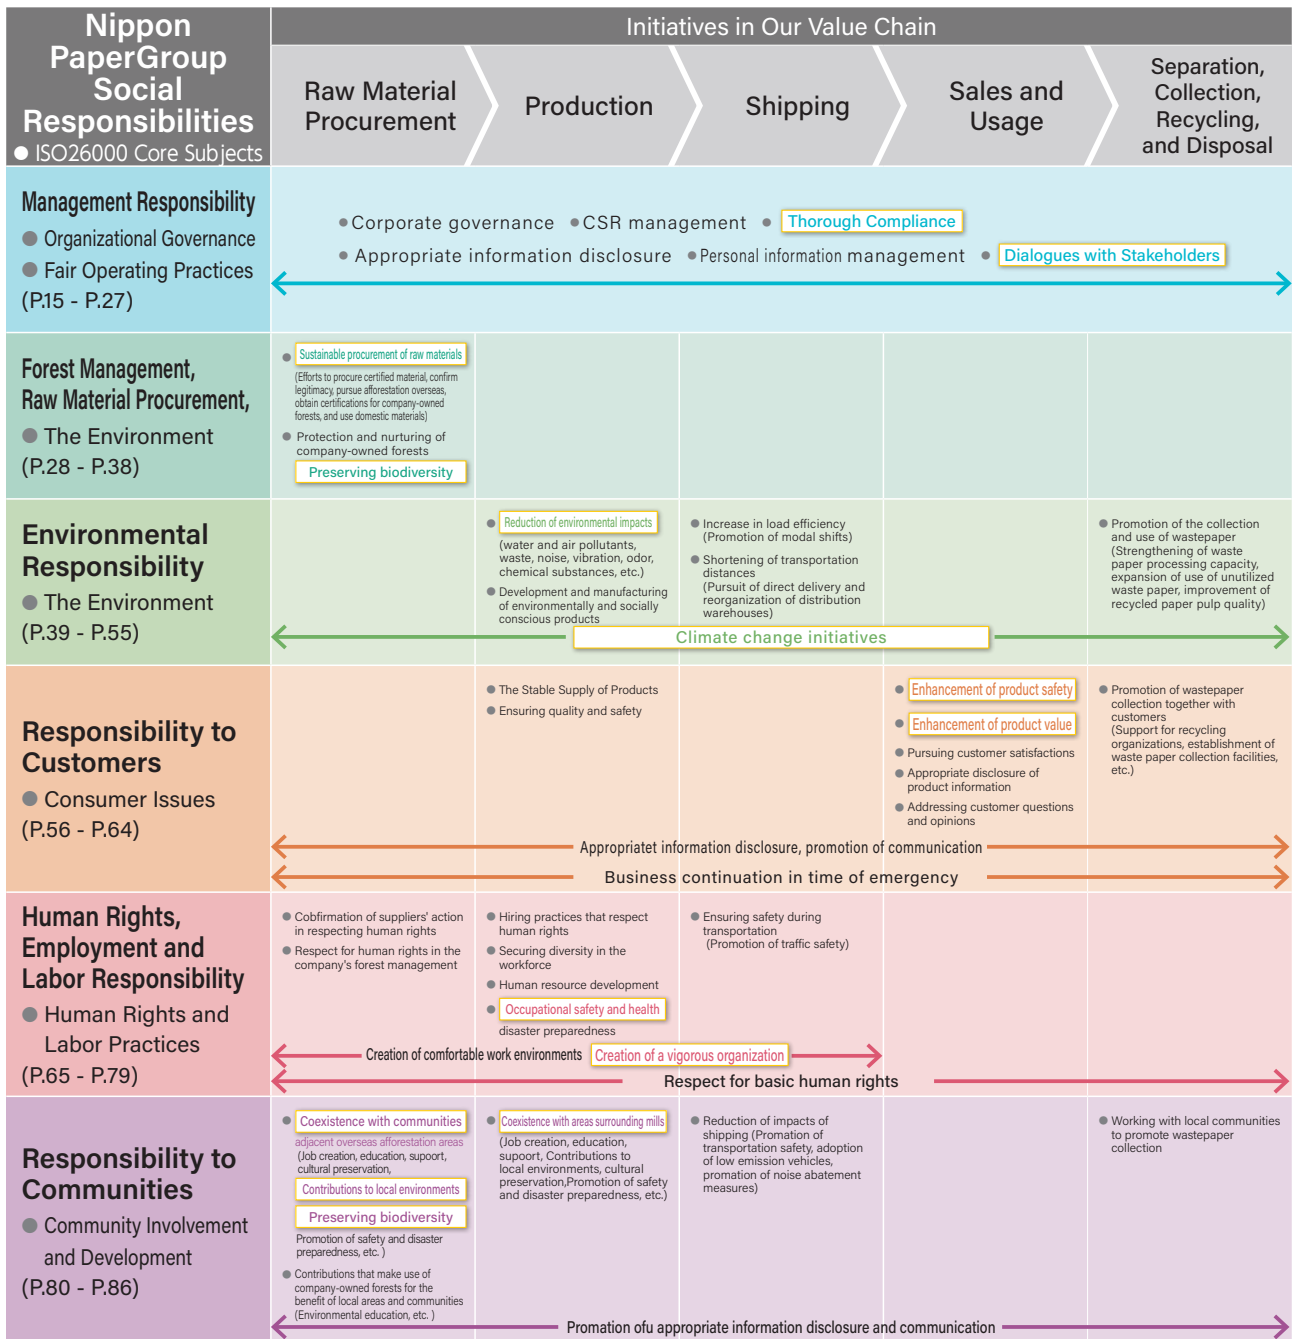 Nippon
PaperGroup
Social
Responsibilities
● ISO26000 Core Subjects
Initiatives in Our Value Chain
Raw Material
Procurement
Production
Shipping
Sales and
Usage
Separation,
Collection,
Recycling,
and Disposal
Management Responsibility
● Organizational Governance
● Fair Operating Practices
(P.15 - P.27)
● Corporate governance ● CSR management ● Thorough Compliance
● Appropriate information disclosure ● Personal information management ● Dialogues with Stakeholders
Forest Management,
Raw Material Procurement,
● The Environment
(P.28 - P.38)
● Sustainable procurement of raw materials
(Efforts to procure certified material, confirm
legitimacy, pursue afforestation overseas,
obtain certifications for company-owned
forests, and use domestic materials)
● Protection and nurturing of
company-owned forests
Preserving biodiversity
Environmental
Responsibility
● The Environment
(P.39 - P.55)
● Reduction of environmental impacts
(water and air pollutants,
waste, noise, vibration, odor,
chemical substances, etc.)
● Development and manufacturing
of environmentally and socially
conscious products
● Increase in load efficiency
(Promotion of modal shifts)
● Shortening of transportation
distances
(Pursuit of direct delivery and
reorganization of distribution
warehouses)
● Promotion of the collection
and use of wastepaper
(Strengthening of waste
paper processing capacity,
expansion of use of unutilized
waste paper, improvement of
recycled paper pulp quality)
Climate change initiatives
Responsibility to
Customers
● Consumer Issues
(P.56 - P.64)
● The Stable Supply of Products
● Ensuring quality and safety
● Enhancement of product safety
● Enhancement of product value
● Pursuing customer satisfactions
● Appropriate disclosure of
product information
● Addressing customer questions
and opinions
● Promotion of wastepaper
collection together with
customers
(Support for recycling
organizations, establishment of
waste paper collection facilities,
etc.)
Appropriatet information disclosure, promotion of communication
Business continuation in time of emergency
Human Rights,
Employment and
Labor Responsibility
● Human Rights and
Labor Practices
(P.65 - P.79)
● Cobfirmation of suppliers' action
in respecting human rights
● Respect for human rights in the
company's forest management
● Hiring practices that respect
human rights
● Securing diversity in the
workforce
● Human resource development
● Occupational safety and health
disaster preparedness
● Ensuring safety during
transportation
(Promotion of traffic safety)
Creation of comfortable work environments Creation of a vigorous organization
Respect for basic human rights
Responsibility to
Communities
● Community Involvement
and Development
(P.80 - P.86)
● Coexistence with communities
adjacent overseas afforestation areas
(Job creation, education, supoort,
cultural preservation,
Contributions to local environments
Preserving biodiversity
Promotion of safety and disaster
preparedness, etc. )
● Contributions that make use of
company-owned forests for the
benefit of local areas and communities
(Environmental education, etc. )
● Coexistence with areas surrounding mills
(Job creation, education,
supoort, Contributions to
local environments, cultural
preservation,Promotion of safety
and disaster preparedness, etc.)
● Reduction of impacts of
shipping (Promation of
transportation safety, adoption
of low emission vehicles,
promation of noise abatement
measures)
● Working with local communities
to promote wastepaper
collection
Promation ofu appropriate information disclosure and communication